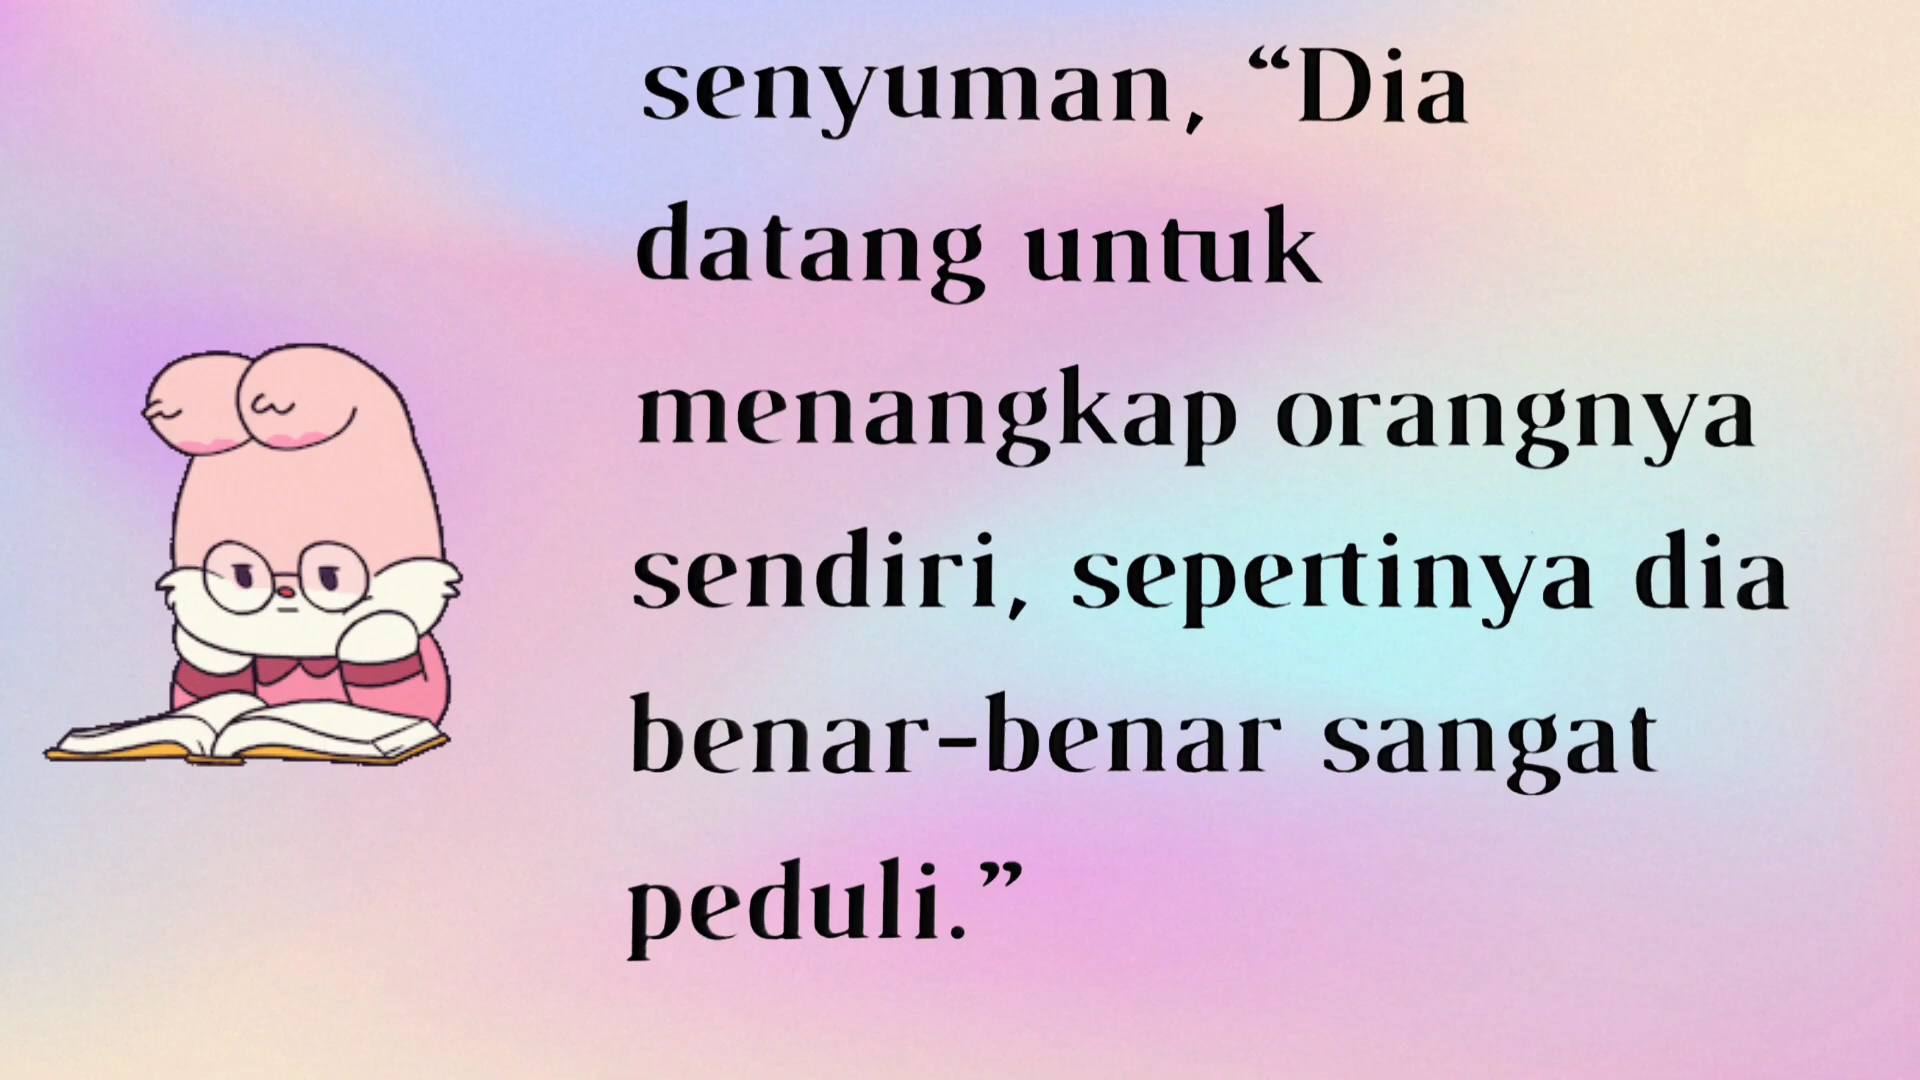 senyuman, “Dia
datang untuk
menangkap orangnya
sendiri, sepertinya dia
benar-benar sangat
peduli.”